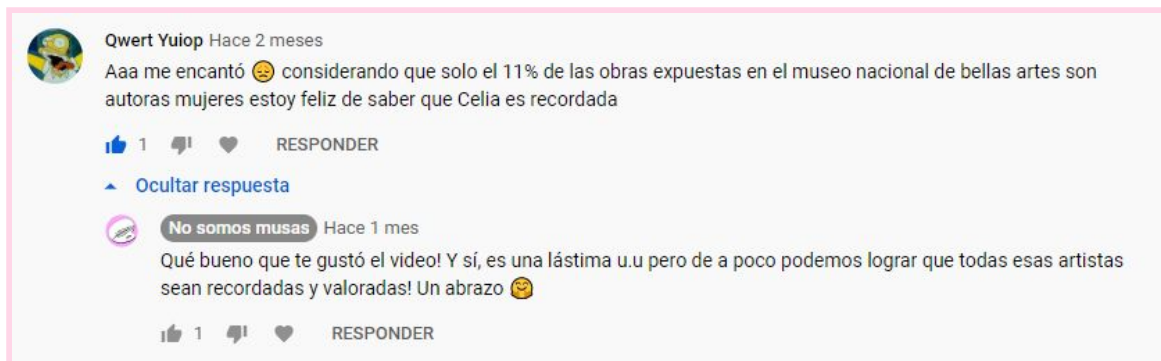 Qwert Yuiop Hace 2 meses
Aaa me encantó 😞 considerando que solo el 11% de las obras expuestas en el museo nacional de bellas artes son
autoras mujeres estoy feliz de saber que Celia es recordada
1 RESPONDER
Ocultar respuesta
No somos musas Hace 1 mes
Qué bueno que te gustó el video! Y sí, es una lástima u.u pero de a poco podemos lograr que todas esas artistas
sean recordadas y valoradas! Un abrazo 🤗
1 RESPONDER